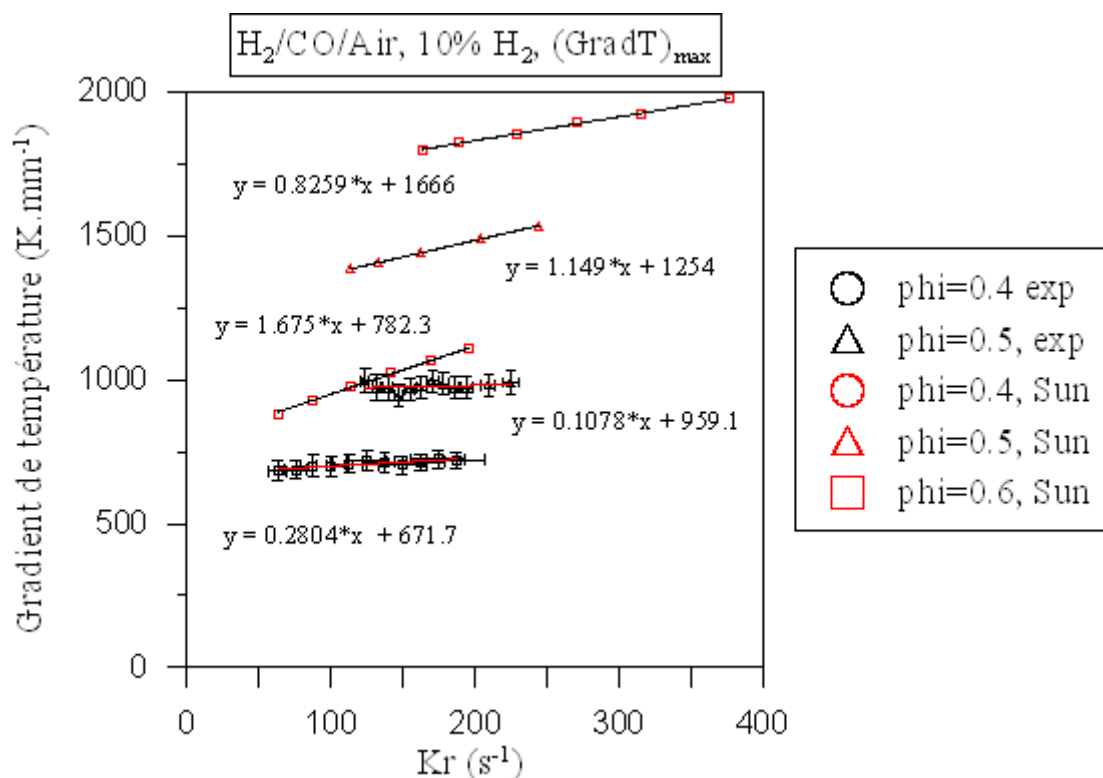 H₂/CO/Air, 10% H₂, (GradT)max
Gradient de température (K.mm⁻¹)
2000
1500
1000
500
0
y = 0.8259*x + 1666
y = 1.149*x + 1254
y = 1.675*x + 782.3
y = 0.1078*x + 959.1
y = 0.2804*x + 671.7
0
100
200
300
400
Kr (s⁻¹)
phi=0.4 exp
phi=0.5, exp
phi=0.4, Sun
phi=0.5, Sun
phi=0.6, Sun